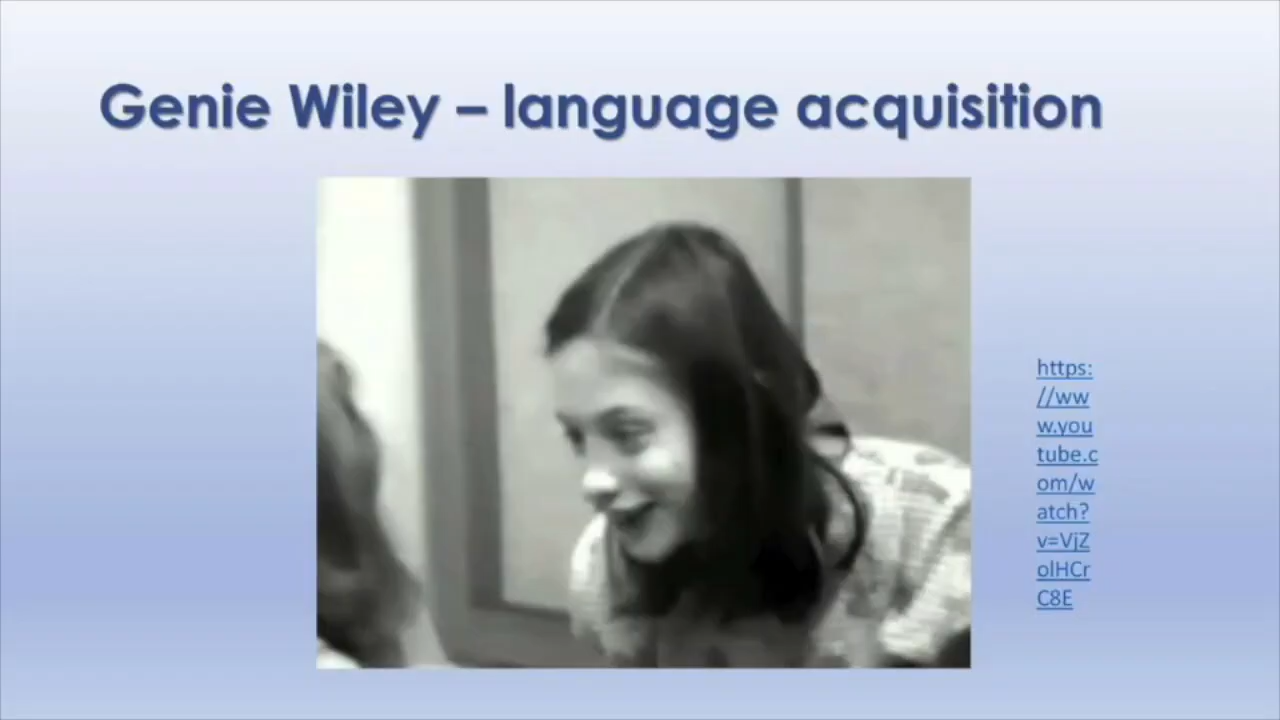 Genie Wiley – language acquisition
https:
//ww
w.you
tube.c
om/w
atch?
v=VjZ
olHCr
C8E